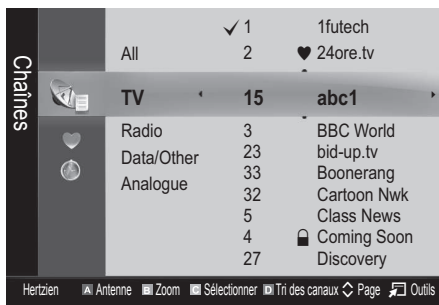 Chaînes
✓ 1 1futech
All 2 ♥ 24ore.tv
TV 15 abc1
Radio 3 BBC World
Data/Other 23 bid-up.tv
Analogue 33 Boonerang
32 Cartoon Nwk
5 Class News
4 Coming Soon
27 Discovery
Hertzien A Antenne B Zoom C Sélectionner D Tri des canaux Page Outils